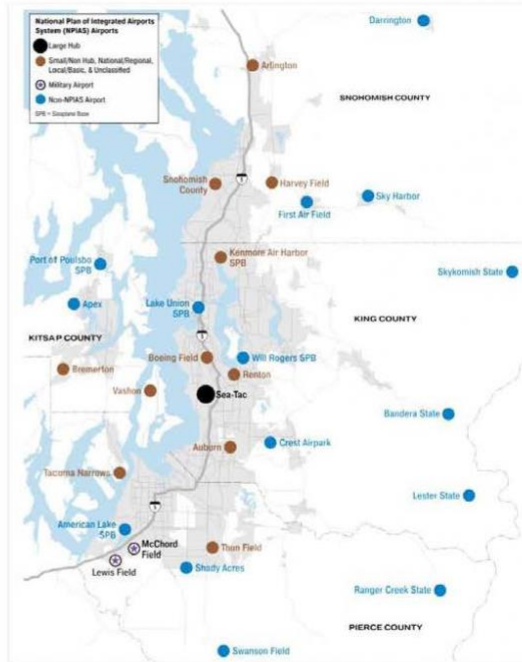 National Plan of Integrated Airports
System (NPIAS) Airports
Large Hub
Small/Non Hub, National/Regional,
Local/Basic, & Unclassified
Military Airport
Non-NPIAS Airport
SPB = Seaplane Base
Darrington
Arlington
SNOHOMISH COUNTY
Snohomish
County
5
Harvey Field
First Air Field
Sky Harbor
Kenmore Air Harbor
SPB
Port of Poulsbo
SPB
Skykomish State
Apex
Lake Union
SPB
KING COUNTY
KITSAP COUNTY
5
Boeing Field
Will Rogers SPB
Bremerton
Renton
Vashon
Sea-Tac
Bandera State
Auburn
Crest Airpark
Tacoma Narrows
Lester State
5
American Lake
SPB
McChord
Field
Thun Field
Lewis Field
Shady Acres
Ranger Creek State
PIERCE COUNTY
Swanson Field